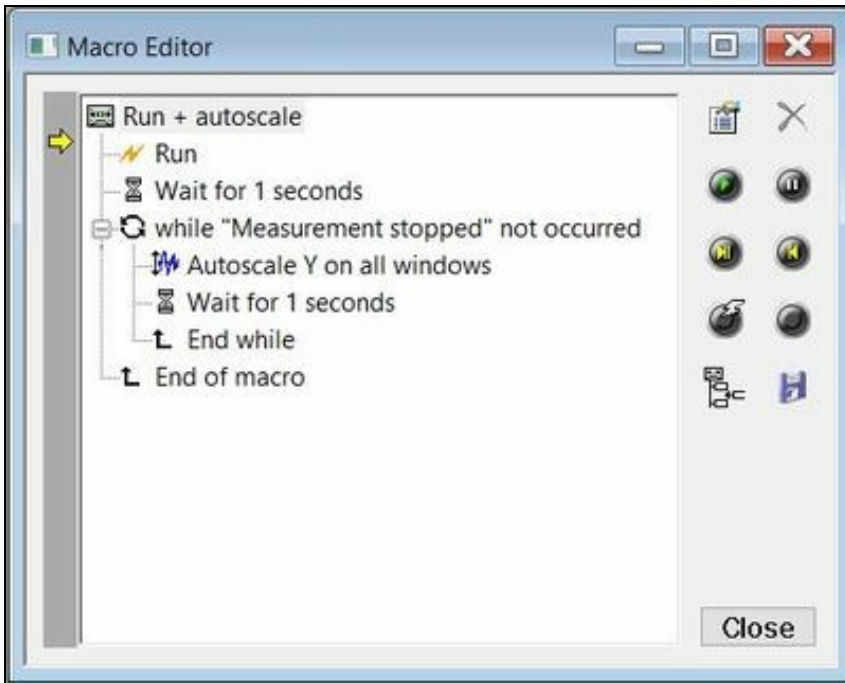 Macro Editor
Run + autoscale
Run
Wait for 1 seconds
while "Measurement stopped" not occurred
Autoscale Y on all windows
Wait for 1 seconds
End while
End of macro
Close